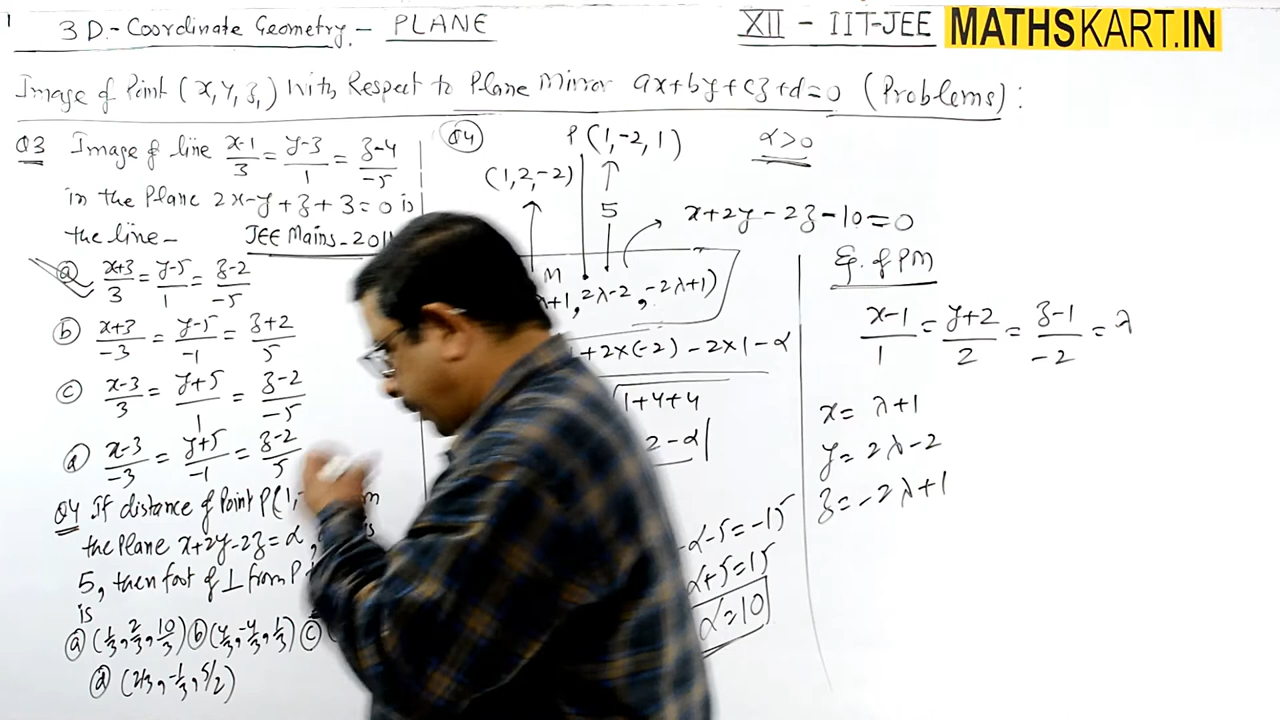 3D.-Coordinate Geometry.- PLANE
XII - IIT-JEE MATHSKART.IN
Image of Point (x,y,z,) With Respect to Plane Mirror ax+by+cz+d=0 (Problems):
Q3 Image of line (x-1)/3 = (y-3)/1 = (z-4)/-5
in the Plane 2x-y+z+3=0 is
the line- JEE Mains-201
(a) (x+3)/3 = (y-5)/1 = (z-2)/-5
(b) (x+3)/-3 = (y-5)/-1 = (z+2)/5
(c) (x-3)/3 = (y+5)/1 = (z-2)/-5
(d) (x-3)/-3 = (y+5)/-1 = (z-2)/5
Q4 If distance of Point P(1,-
the Plane x+2y-2z=α,
5, then foot of ⊥ from P
is
(a) (1/3, 2/3, 10/3) (b) (4/3, -4/3, 1/3) (c)
(d) (2/3, -1/3, 5/2)
Q4 P(1,-2,1) α>0
(1,2,-2)
5 x+2y-2z-10=0
M
+1, 2λ-2, -2λ+1)
1+2x(-2)-2x1-α
√1+4+4
2-α|
-α-5=-15
α+5=15
α=10
Eq. of PM
(x-1)/1 = (y+2)/2 = (z-1)/-2 = λ
x= λ+1
y= 2λ-2
z=-2λ+1